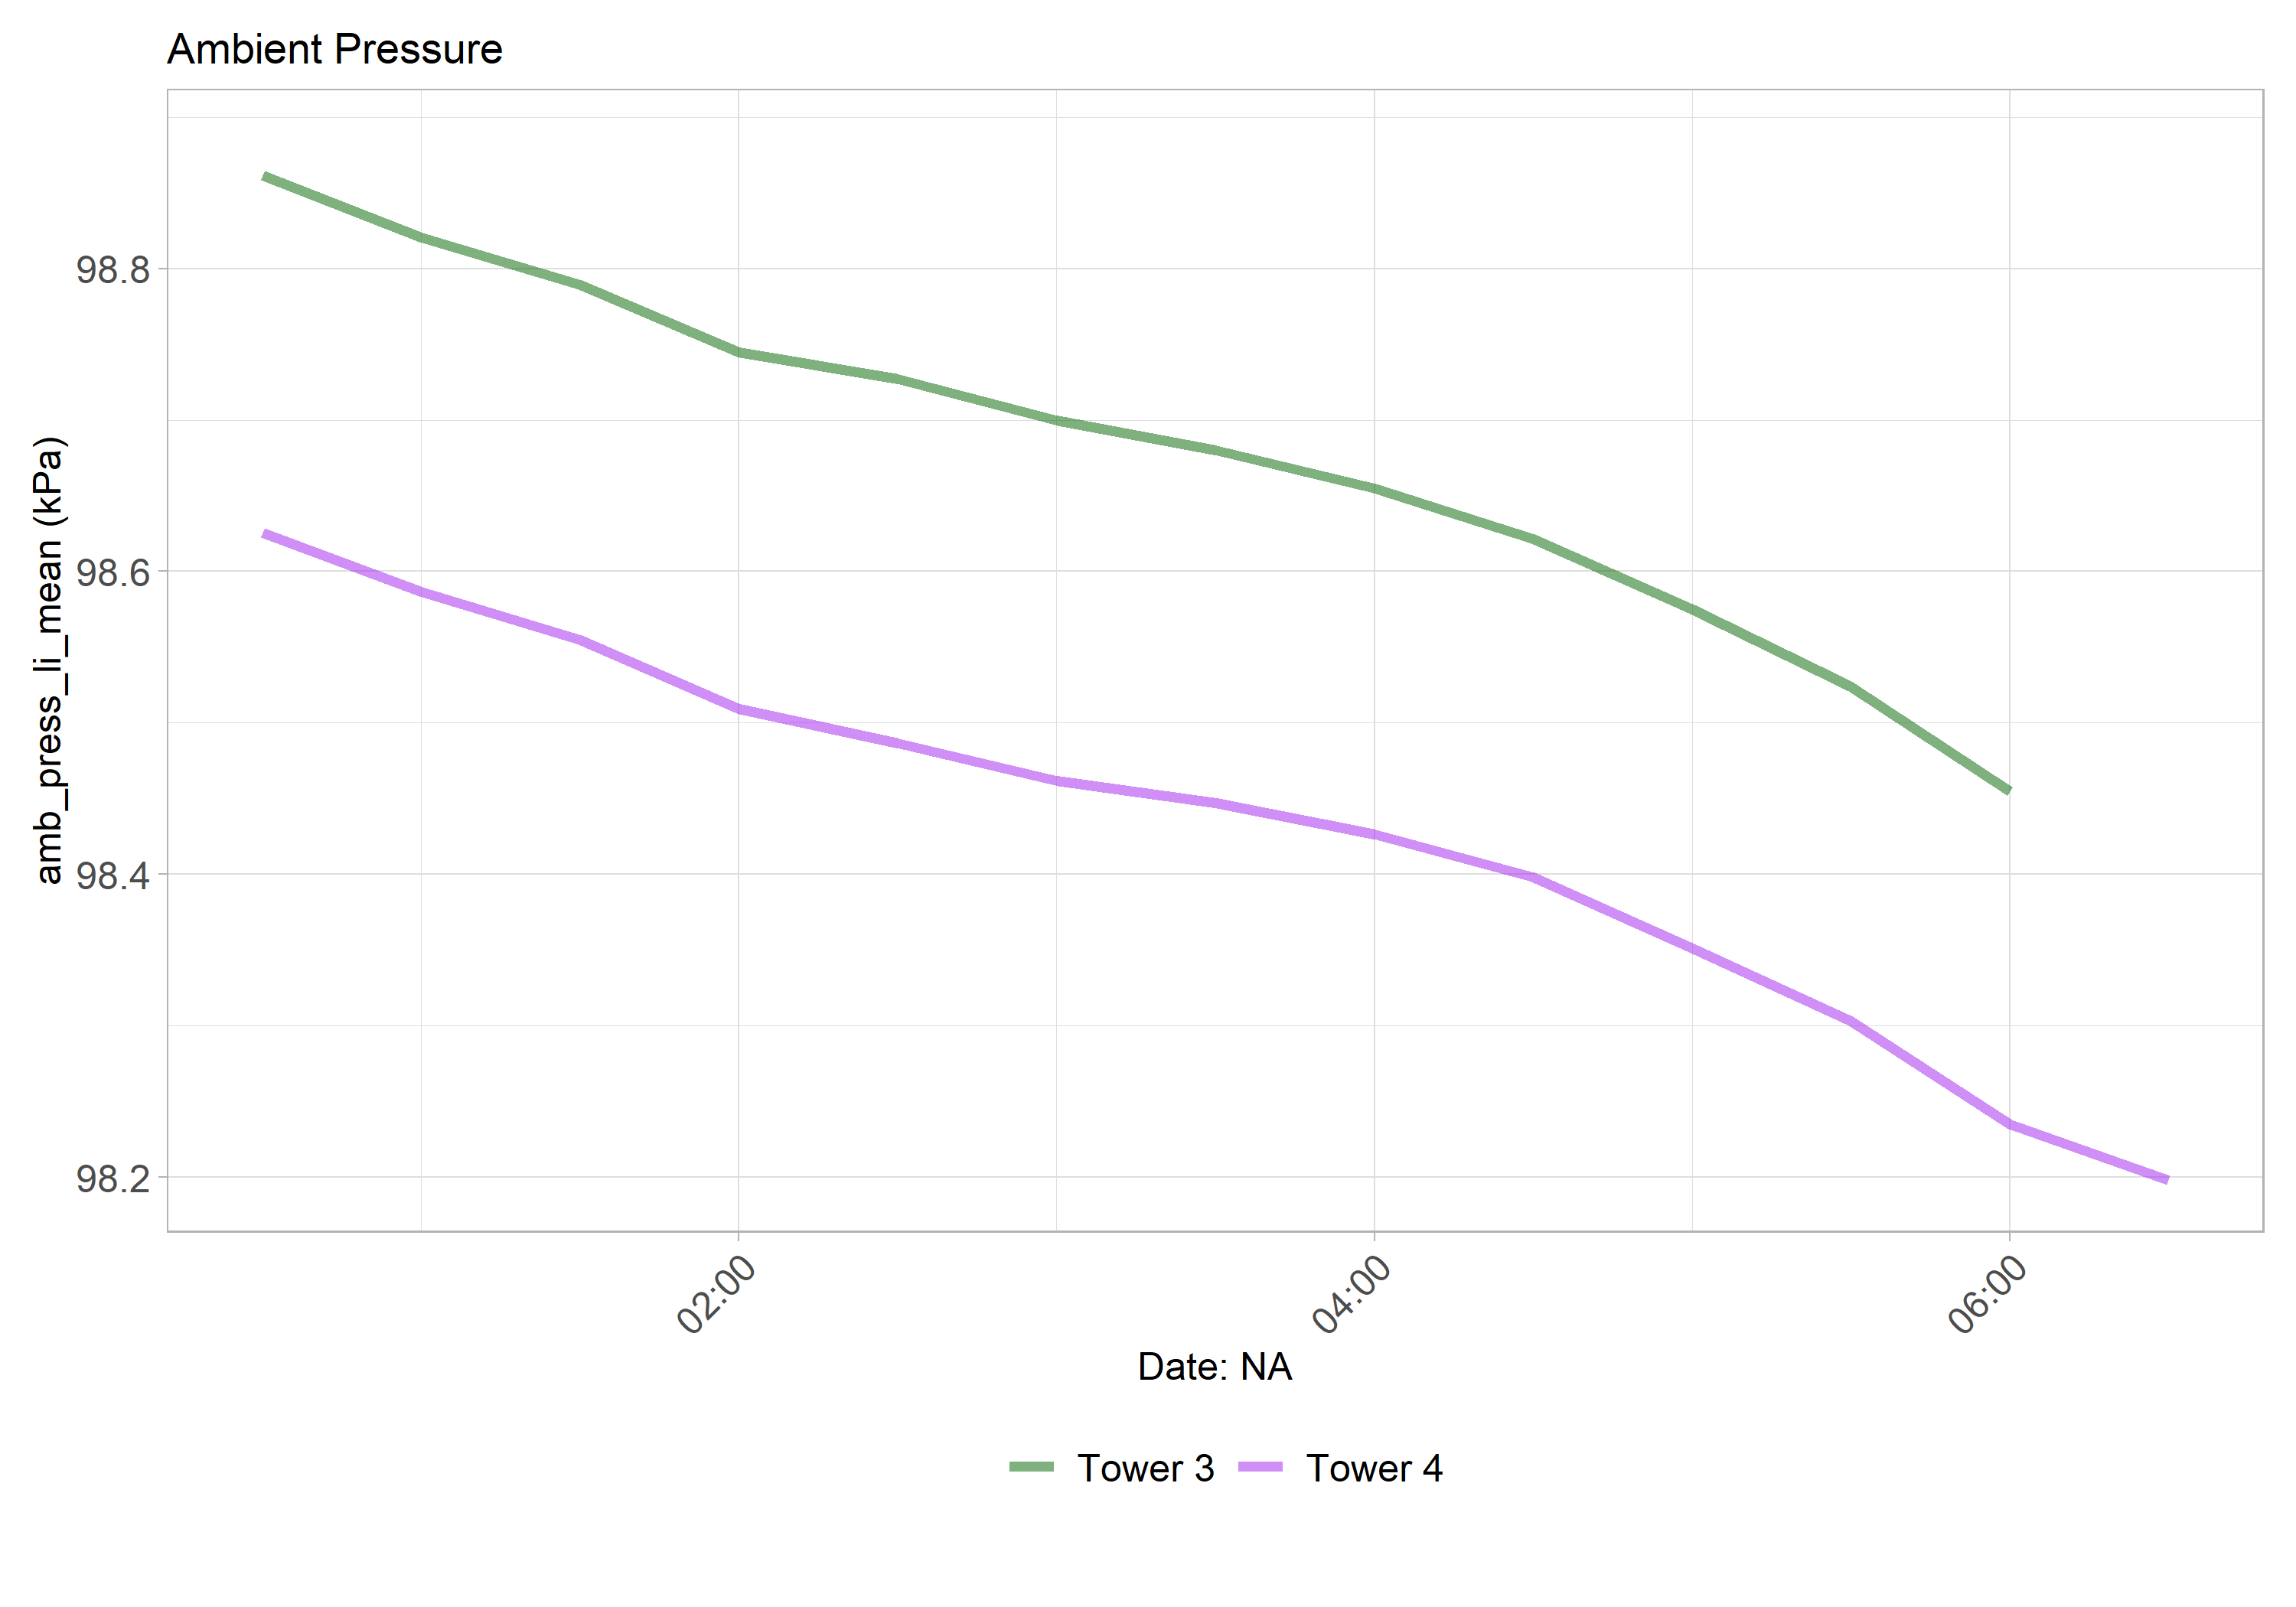 Ambient Pressure
amb_press_li_mean (kPa)
98.8
98.6
98.4
98.2
02:00
04:00
06:00
Date: NA
Tower 3
Tower 4